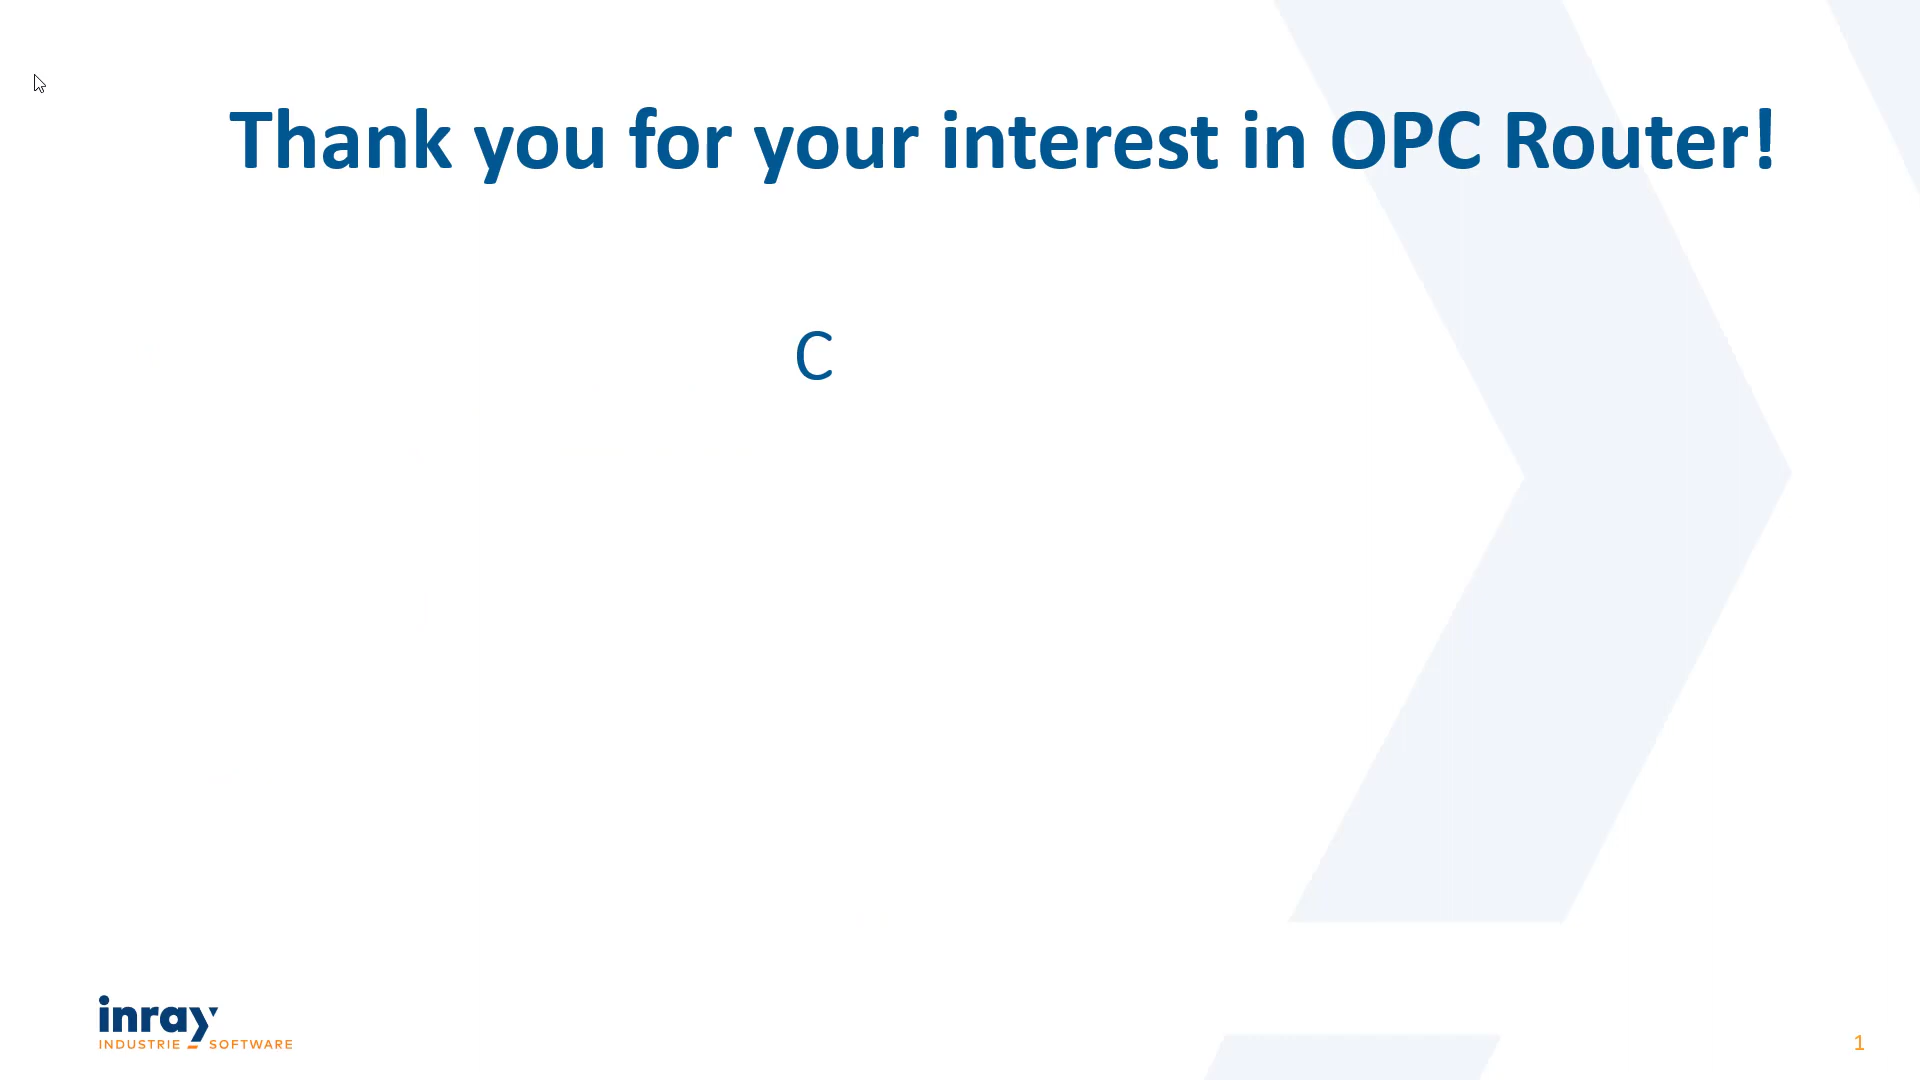 Thank you for your interest in OPC Router!
C
inray
INDUSTRIE SOFTWARE
1